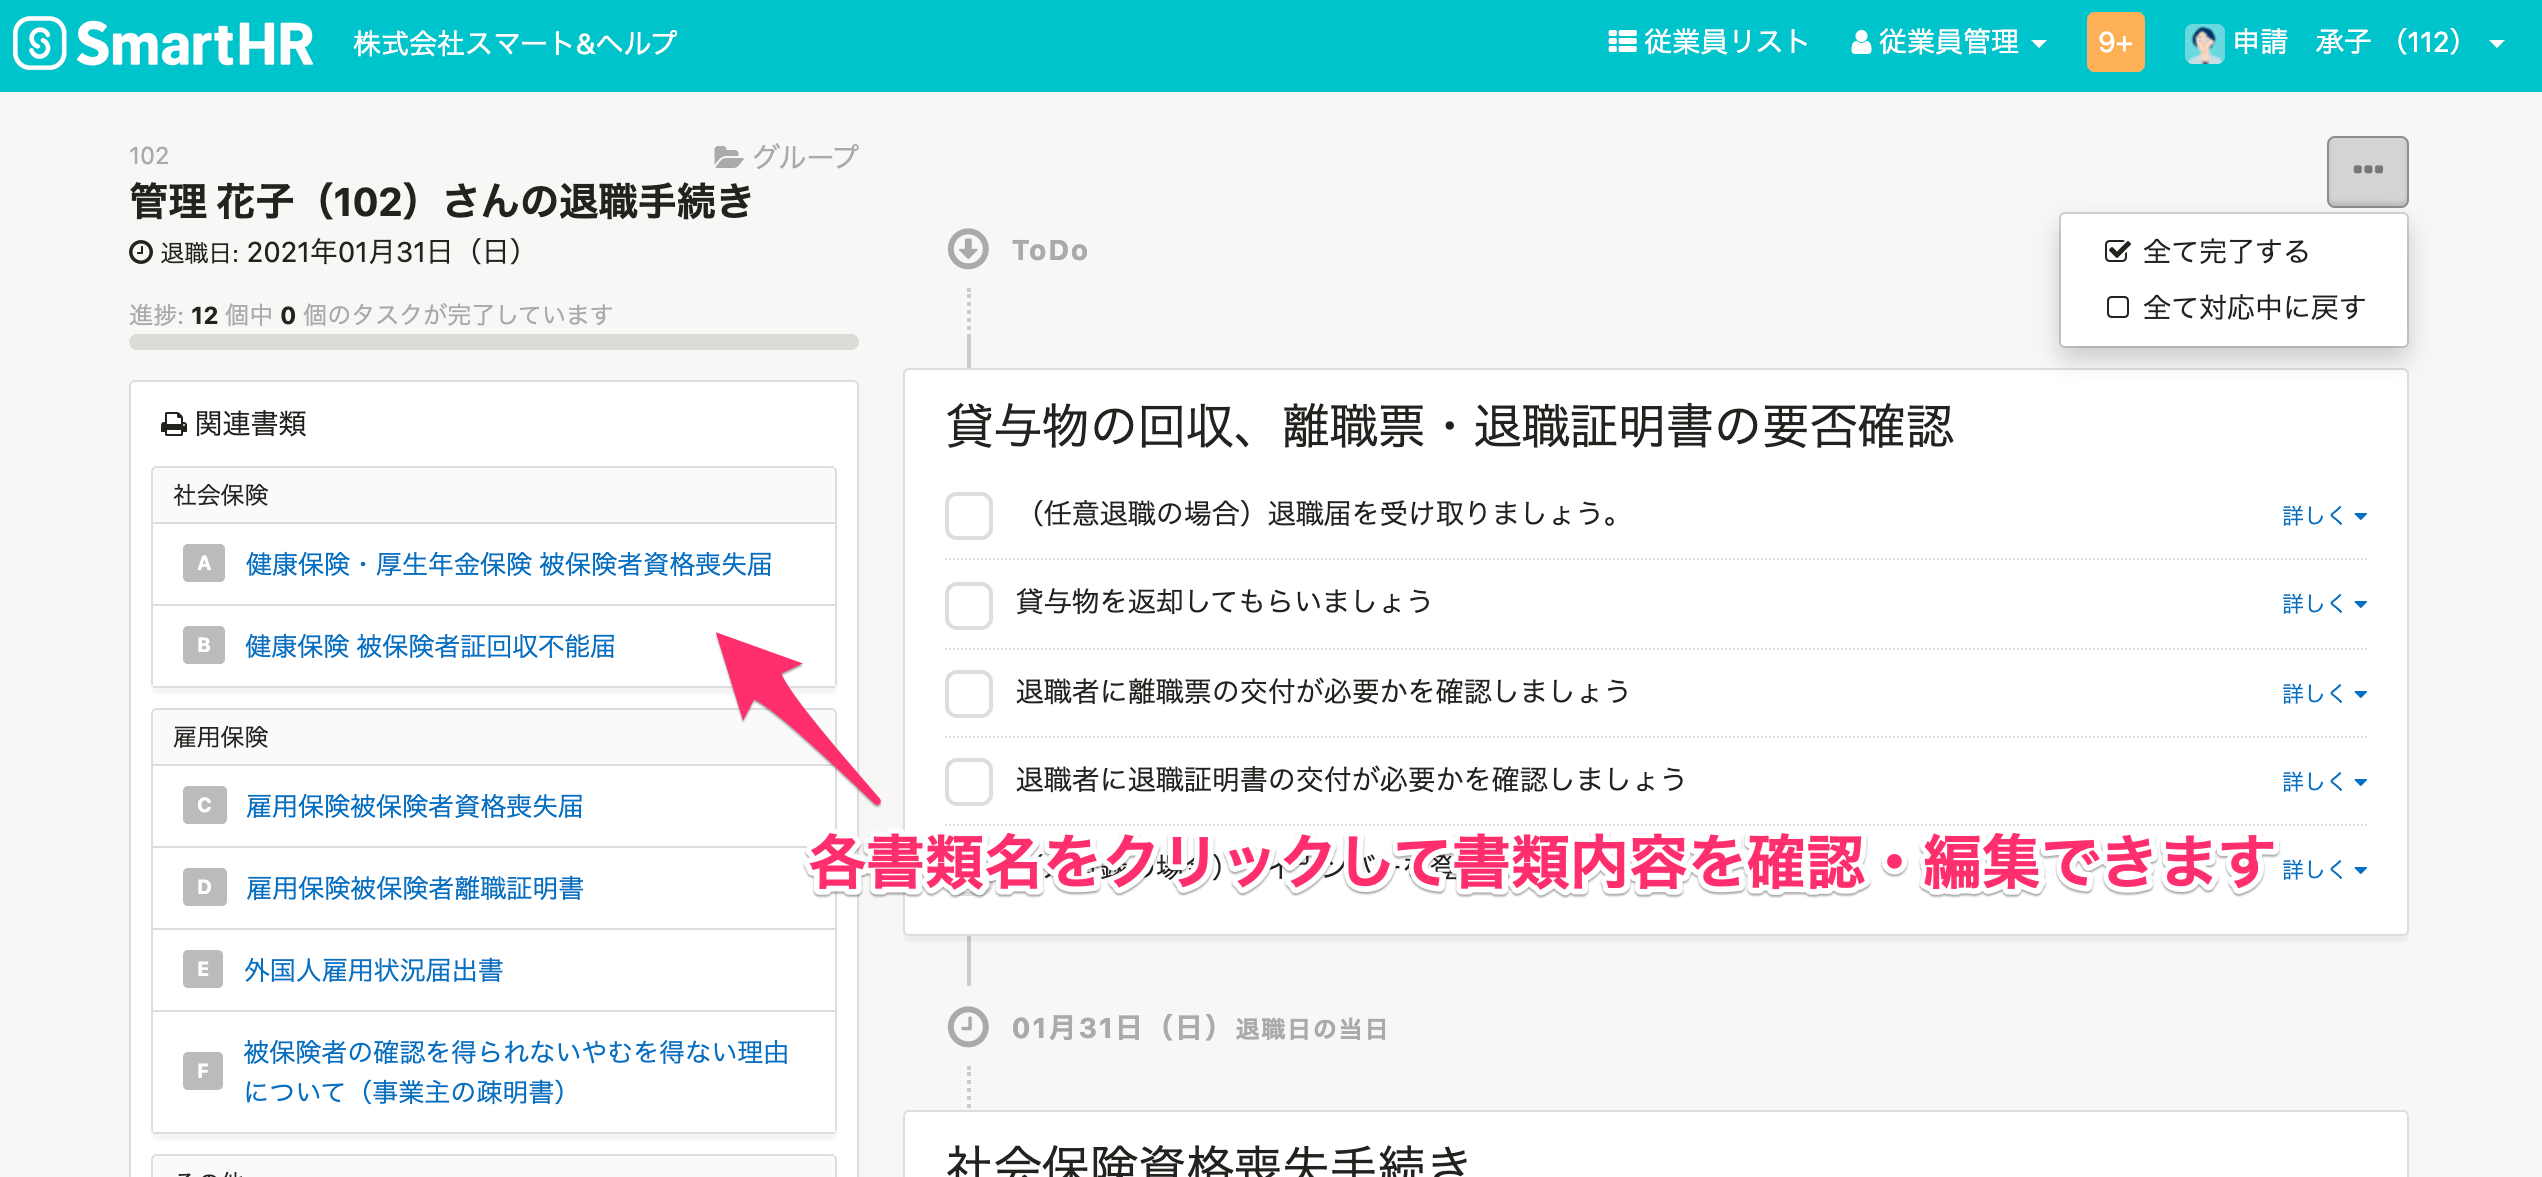 SmartHR 株式会社スマート&ヘルプ 従業員リスト 従業員管理 9+ 申請 承子 （112）
102
グループ
管理 花子（102）さんの退職手続き
退職日: 2021年01月31日（日）
進捗: 12 個中 0 個のタスクが完了しています
関連書類
社会保険
A 健康保険・厚生年金保険 被保険者資格喪失届
B 健康保険 被保険者証回収不能届
雇用保険
C 雇用保険被保険者資格喪失届
D 雇用保険被保険者離職証明書
E 外国人雇用状況届出書
F 被保険者の確認を得られないやむを得ない理由
について（事業主の疎明書）
その他
全て完了する
全て対応中に戻す
ToDo
貸与物の回収、離職票・退職証明書の要否確認
（任意退職の場合）退職届を受け取りましょう。 詳しく
貸与物を返却してもらいましょう 詳しく
退職者に離職票の交付が必要かを確認しましょう 詳しく
退職者に退職証明書の交付が必要かを確認しましょう 詳しく
各書類名をクリックして書類内容を確認・編集できます
詳しく
01月31日（日）退職日の当日
社会保険資格喪失手続き